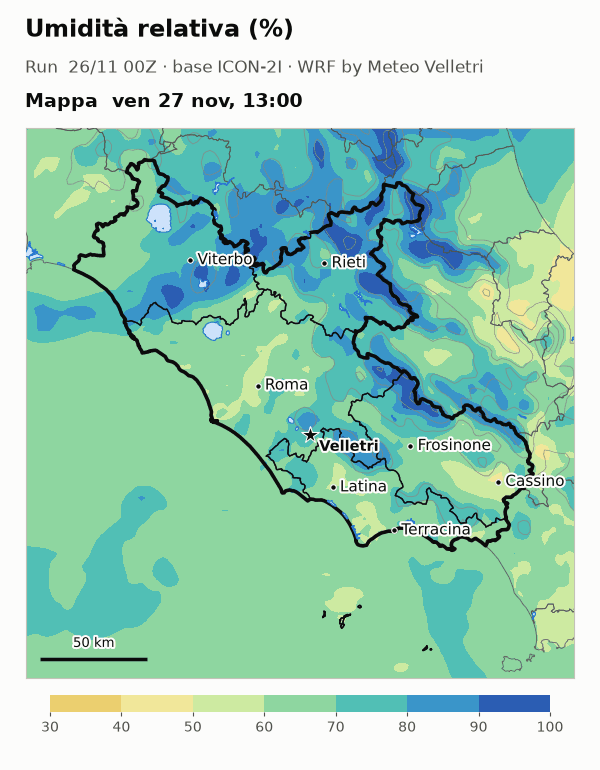 Umidità relativa (%)
Run  26/11 00Z · base ICON-2I · WRF by Meteo Velletri
Mappa  ven 27 nov, 13:00
Viterbo
Rieti
Roma
Velletri
Frosinone
Cassino
Latina
Terracina
50 km
30 40 50 60 70 80 90 100